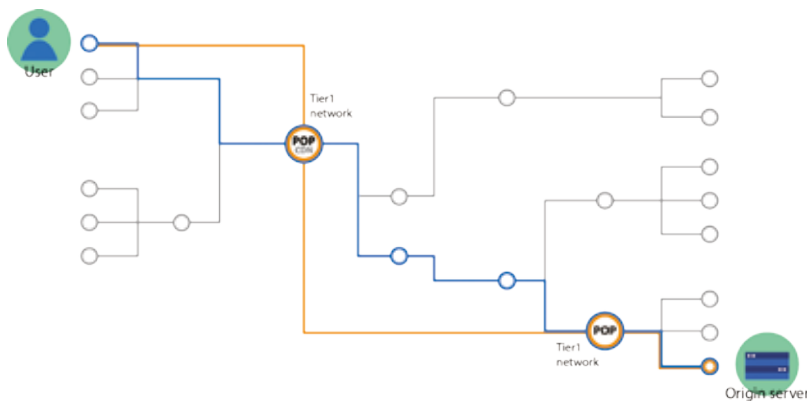 User
Tier1
network
POP
CDN
POP
Tier1
network
Origin server